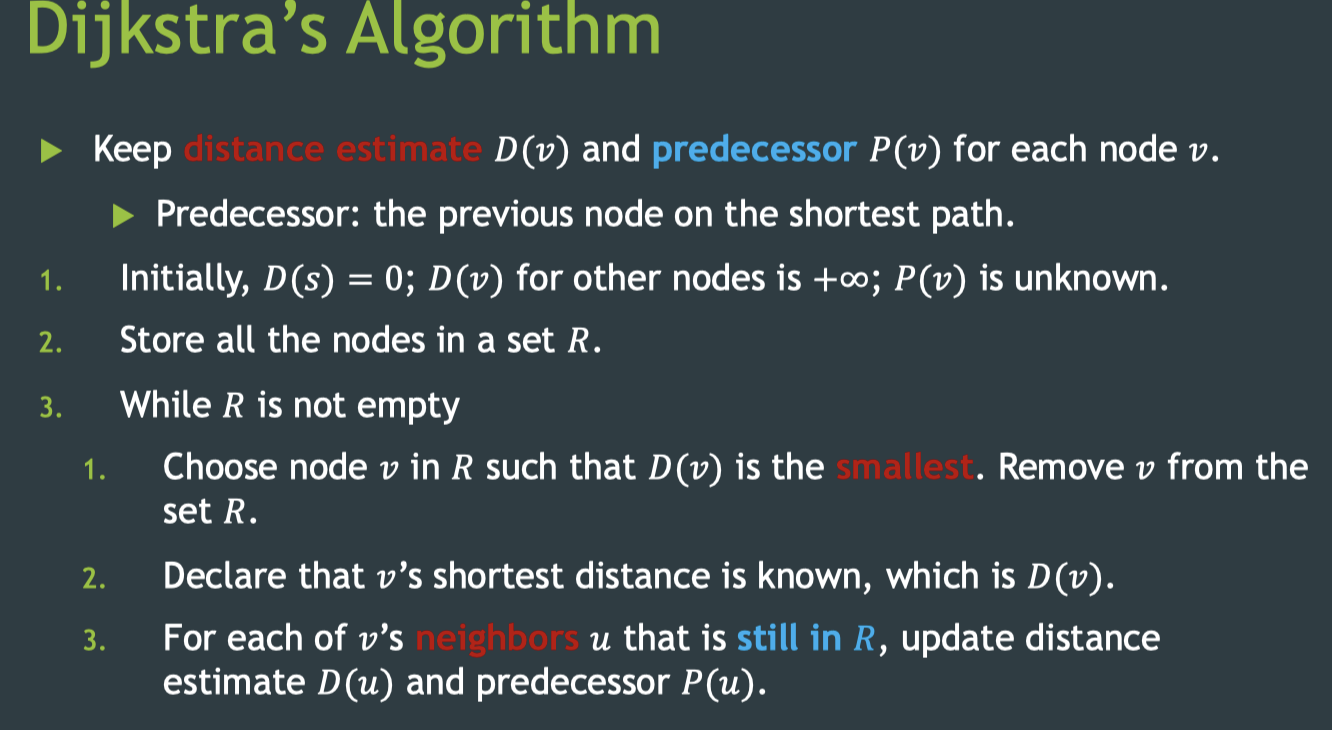 Dijkstra’s Algorithm
Keep distance estimate D(v) and predecessor P(v) for each node v.
Predecessor: the previous node on the shortest path.
1. Initially, D(s) = 0; D(v) for other nodes is +∞; P(v) is unknown.
2. Store all the nodes in a set R.
3. While R is not empty
1. Choose node v in R such that D(v) is the smallest. Remove v from the
set R.
2. Declare that v’s shortest distance is known, which is D(v).
3. For each of v’s neighbors u that is still in R, update distance
estimate D(u) and predecessor P(u).